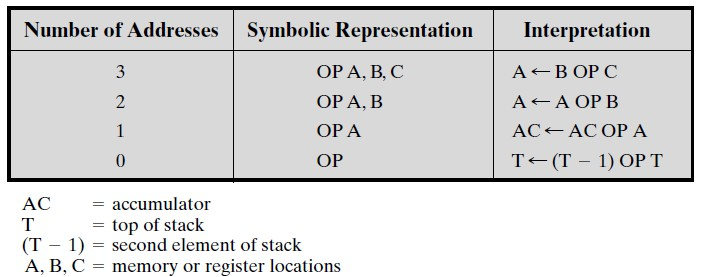 Number of Addresses Symbolic Representation Interpretation
3 OP A, B, C A ← B OP C
2 OP A, B A ← A OP B
1 OP A AC ← AC OP A
0 OP T ← (T − 1) OP T
AC = accumulator
T = top of stack
(T − 1) = second element of stack
A, B, C = memory or register locations